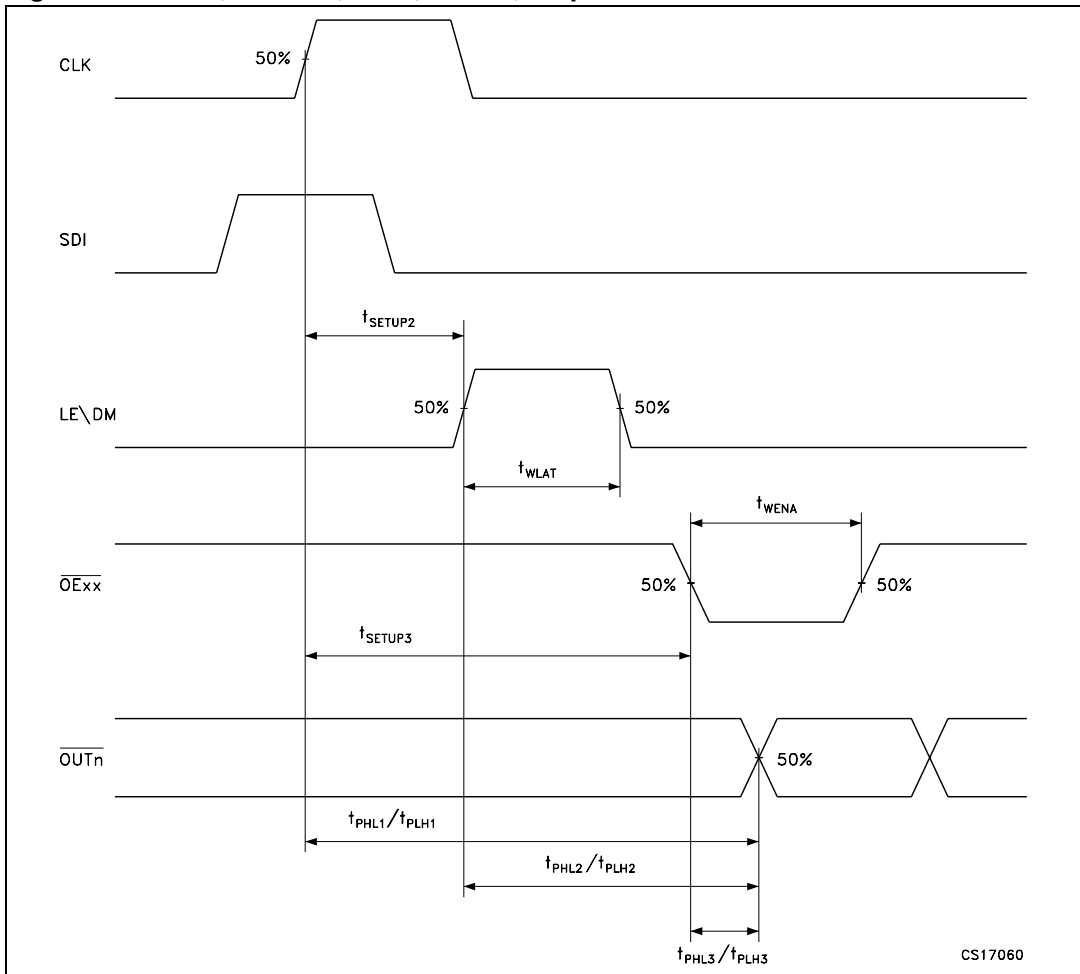 50%
CLK
SDI
tSETUP2
50%
50%
LE\DM
tWLAT
tWENA
50%
50%
OExx
tSETUP3
OUTn
50%
tPHL1/tPLH1
tPHL2/tPLH2
tPHL3/tPLH3
CS17060